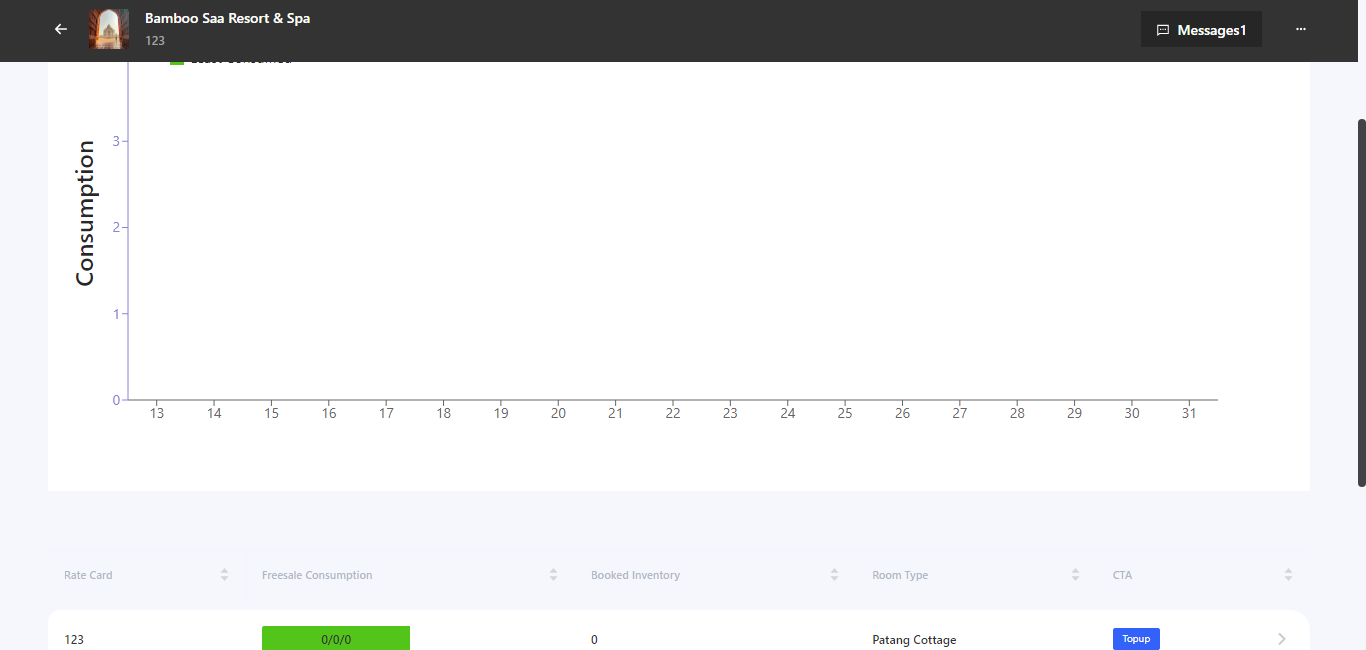 Bamboo Saa Resort & Spa
123
Messages1
Consumption
3
2
1
0
13 14 15 16 17 18 19 20 21 22 23 24 25 26 27 28 29 30 31
Rate Card Freesale Consumption Booked Inventory Room Type CTA
123 0/0/0 0 Patang Cottage Topup